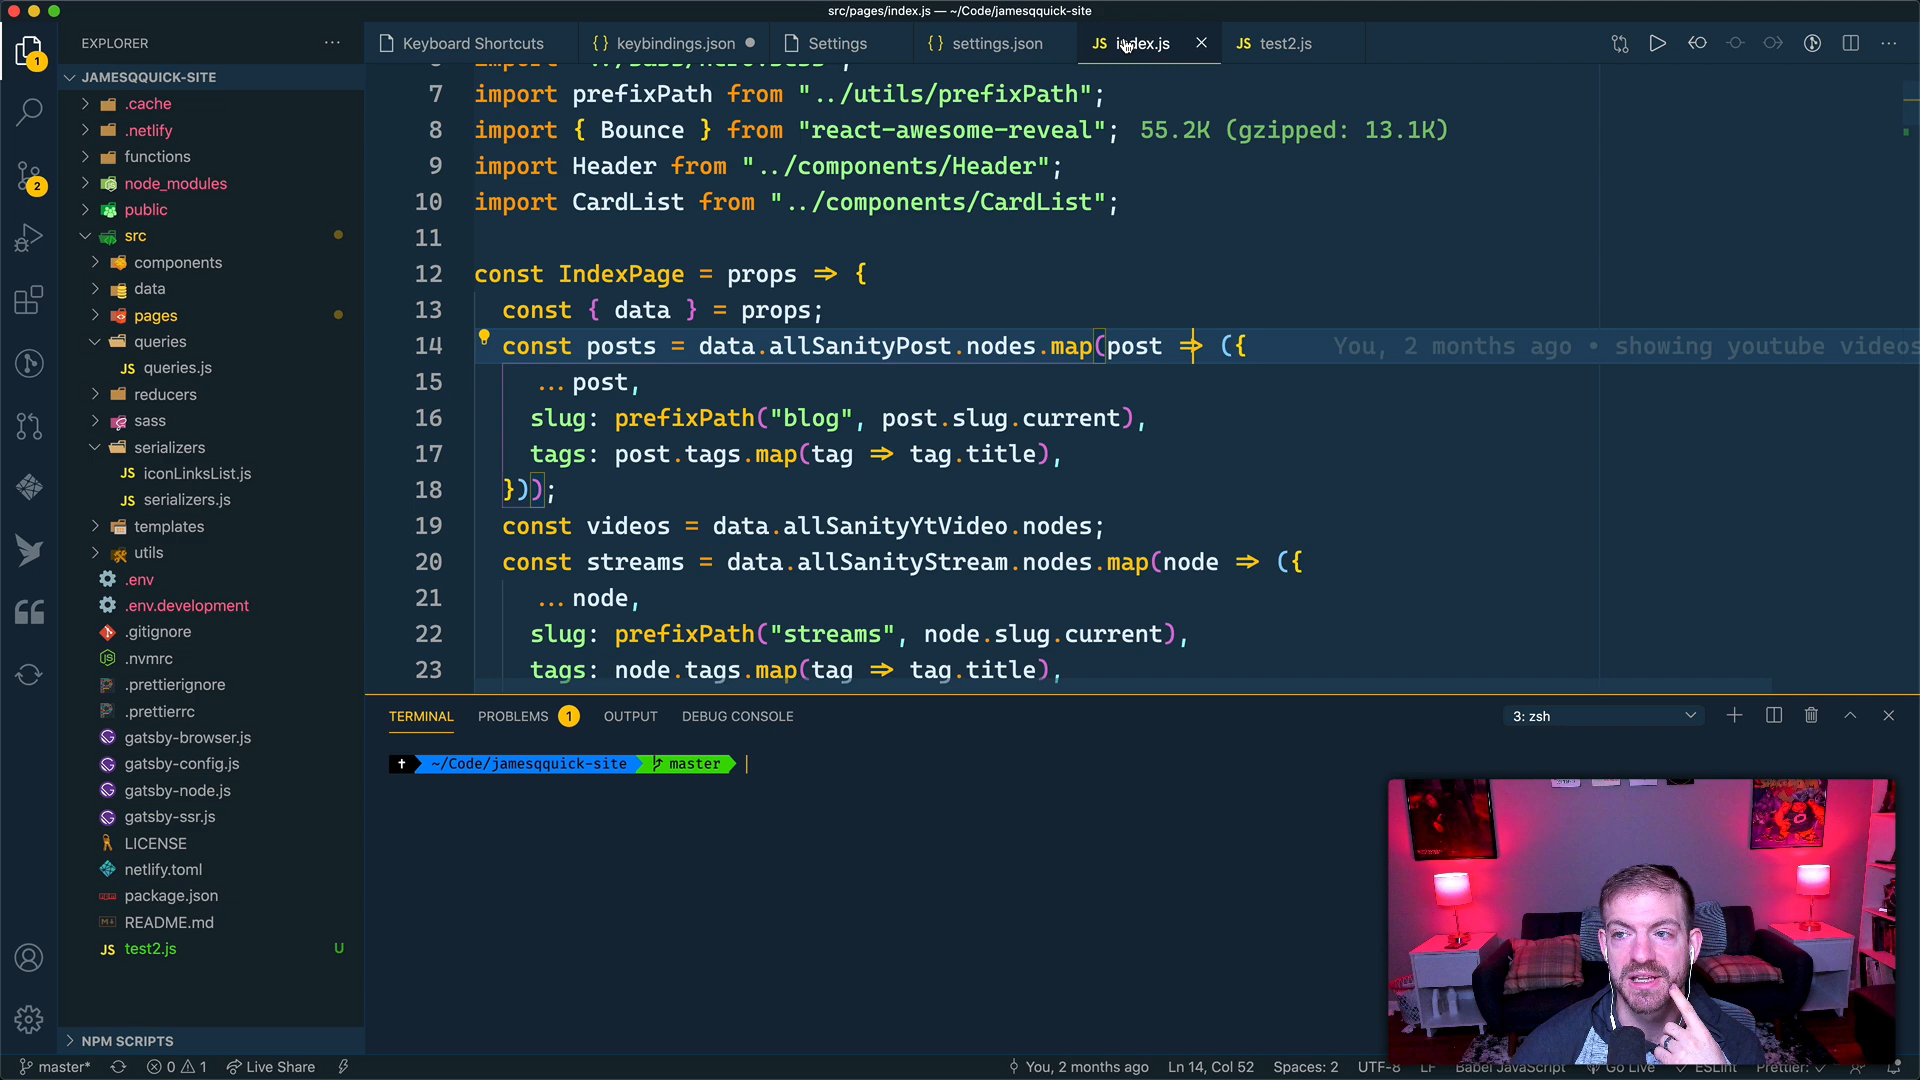 src/pages/index.js — ~/Code/jamesqquick-site
EXPLORER
Keyboard Shortcuts
{} keybindings.json
Settings
{} settings.json
JS index.js
JS test2.js
JAMESQQUICK-SITE
.cache
.netlify
functions
node_modules
public
src
components
data
pages
queries
queries.js
reducers
sass
serializers
JS iconLinksList.js
JS serializers.js
templates
utils
.env
.env.development
.gitignore
.nvmrc
.prettierignore
.prettierrc
gatsby-browser.js
gatsby-config.js
gatsby-node.js
gatsby-ssr.js
LICENSE
netlify.toml
package.json
README.md
JS test2.js U
NPM SCRIPTS
1
2
7 import prefixPath from "../utils/prefixPath";
8 import { Bounce } from "react-awesome-reveal"; 55.2K (gzipped: 13.1K)
9 import Header from "../components/Header";
10 import CardList from "../components/CardList";
11
12 const IndexPage = props => {
13 const { data } = props;
14 const posts = data.allSanityPost.nodes.map(post => ({ You, 2 months ago • showing youtube videos
15 ...post,
16 slug: prefixPath("blog", post.slug.current),
17 tags: post.tags.map(tag => tag.title),
18 }));
19 const videos = data.allSanityYtVideo.nodes;
20 const streams = data.allSanityStream.nodes.map(node => ({
21 ...node,
22 slug: prefixPath("streams", node.slug.current),
23 tags: node.tags.map(tag => tag.title),
TERMINAL PROBLEMS 1 OUTPUT DEBUG CONSOLE 3: zsh
~/Code/jamesqquick-site master
master* 0 1 Live Share You, 2 months ago Ln 14, Col 52 Spaces: 2 UTF-8 LF Babel JavaScript Go Live ESLint Prettier: ✓